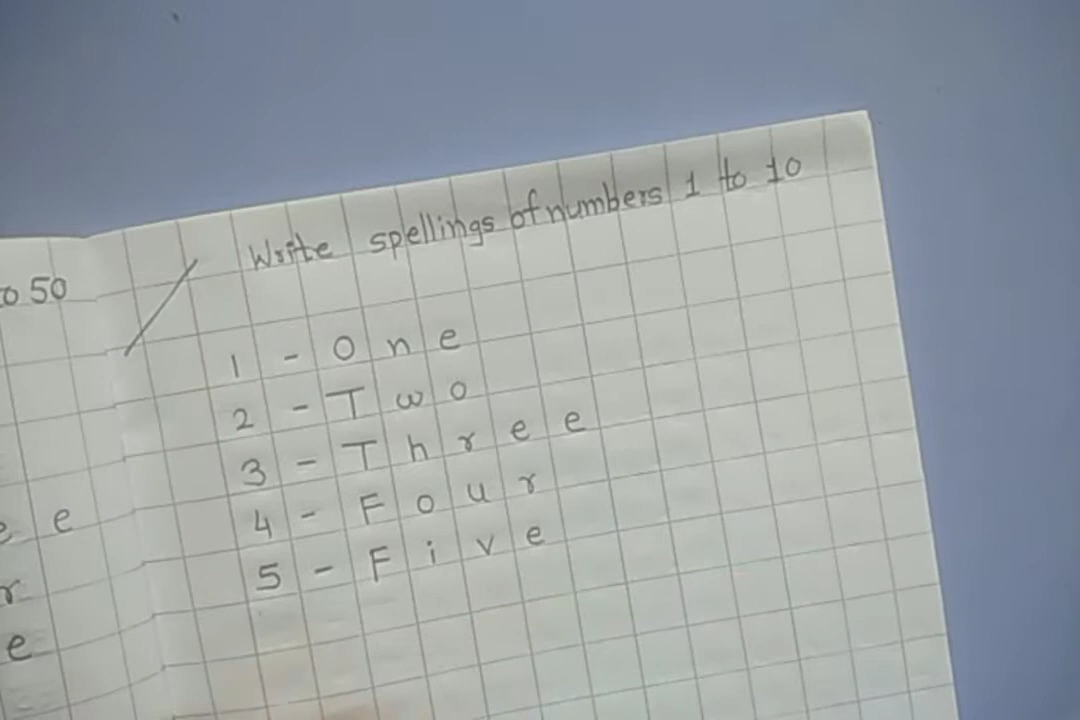 o 50
e
r
e
Write spellings of numbers 1 to 10
1 - One
2 - Two
3 - Three
4 - Four
5 - Five